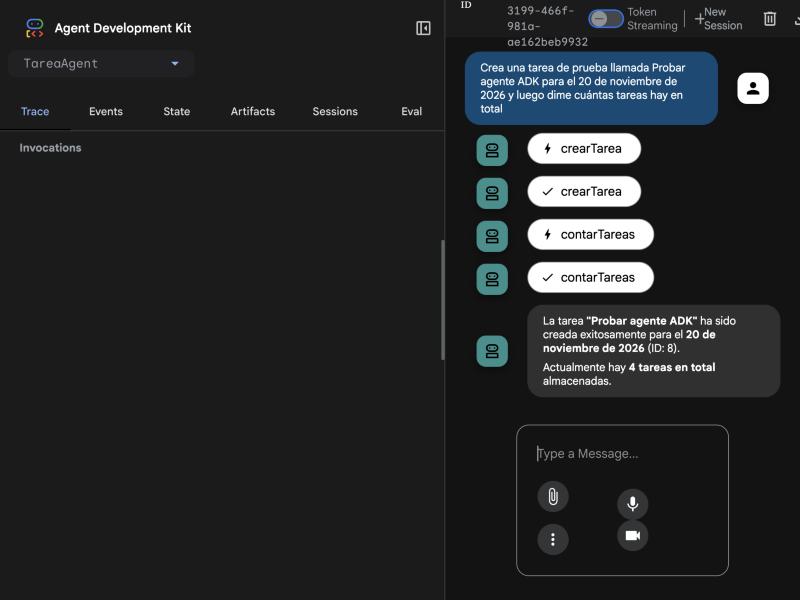 Agent Development Kit
TareaAgent
Trace
Events
State
Artifacts
Sessions
Eval
Invocations
ID
3199-466f-
981a-
ae162beb9932
Token
Streaming
New
Session
Crea una tarea de prueba llamada Probar
agente ADK para el 20 de noviembre de
2026 y luego dime cuántas tareas hay en
total
crearTarea
crearTarea
contarTareas
contarTareas
La tarea "Probar agente ADK" ha sido
creada exitosamente para el 20 de
noviembre de 2026 (ID: 8).
Actualmente hay 4 tareas en total
almacenadas.
Type a Message...